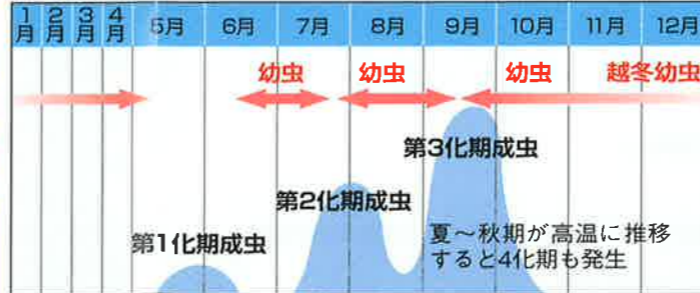 1月 2月 3月 4月 5月 6月 7月 8月 9月 10月 11月 12月
幼虫 幼虫 幼虫 越冬幼虫
第3化期成虫
第2化期成虫
第1化期成虫
夏～秋期が高温に推移
すると4化期も発生